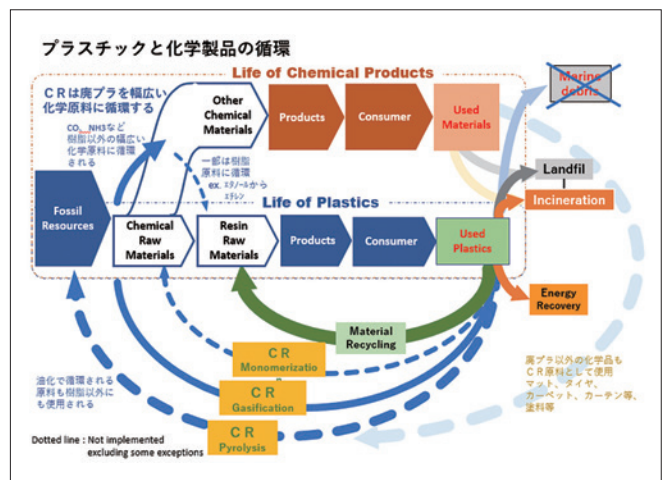 プラスチックと化学製品の循環
Life of Chemical Products
CRは廃プラを幅広い
化学原料に循環する
CO₂、NH3など
樹脂以外の幅広い
化学原料に循環
される
Other
Chemical
Materials
Products
Consumer
Used
Materials
Marine
debris
一部は樹脂
原料に循環
ex. エタノールから
エチレン
Landfil
Incineration
Life of Plastics
Fossil
Resources
Chemical
Raw
Materials
Resin
Raw
Materials
Products
Consumer
Used
Plastics
Energy
Recovery
Material
Recycling
CR
Monomerizatio
n
CR
Gasification
CR
Pyrolysis
油化で循環される
原料も樹脂以外に
も使用される
廃プラ以外の化学品も
CR原料として使用
マット、タイヤ、
カーペット、カーテン等、
塗料等
Dotted line : Not implemented
excluding some exceptions